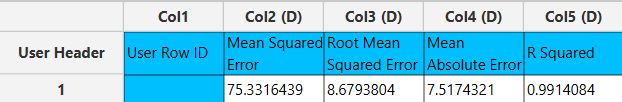 Col1 Col2 (D) Col3 (D) Col4 (D) Col5 (D)
User Header User Row ID Mean Squared Error Root Mean Squared Error Mean Absolute Error R Squared
1 75.3316439 8.6793804 7.5174321 0.9914084